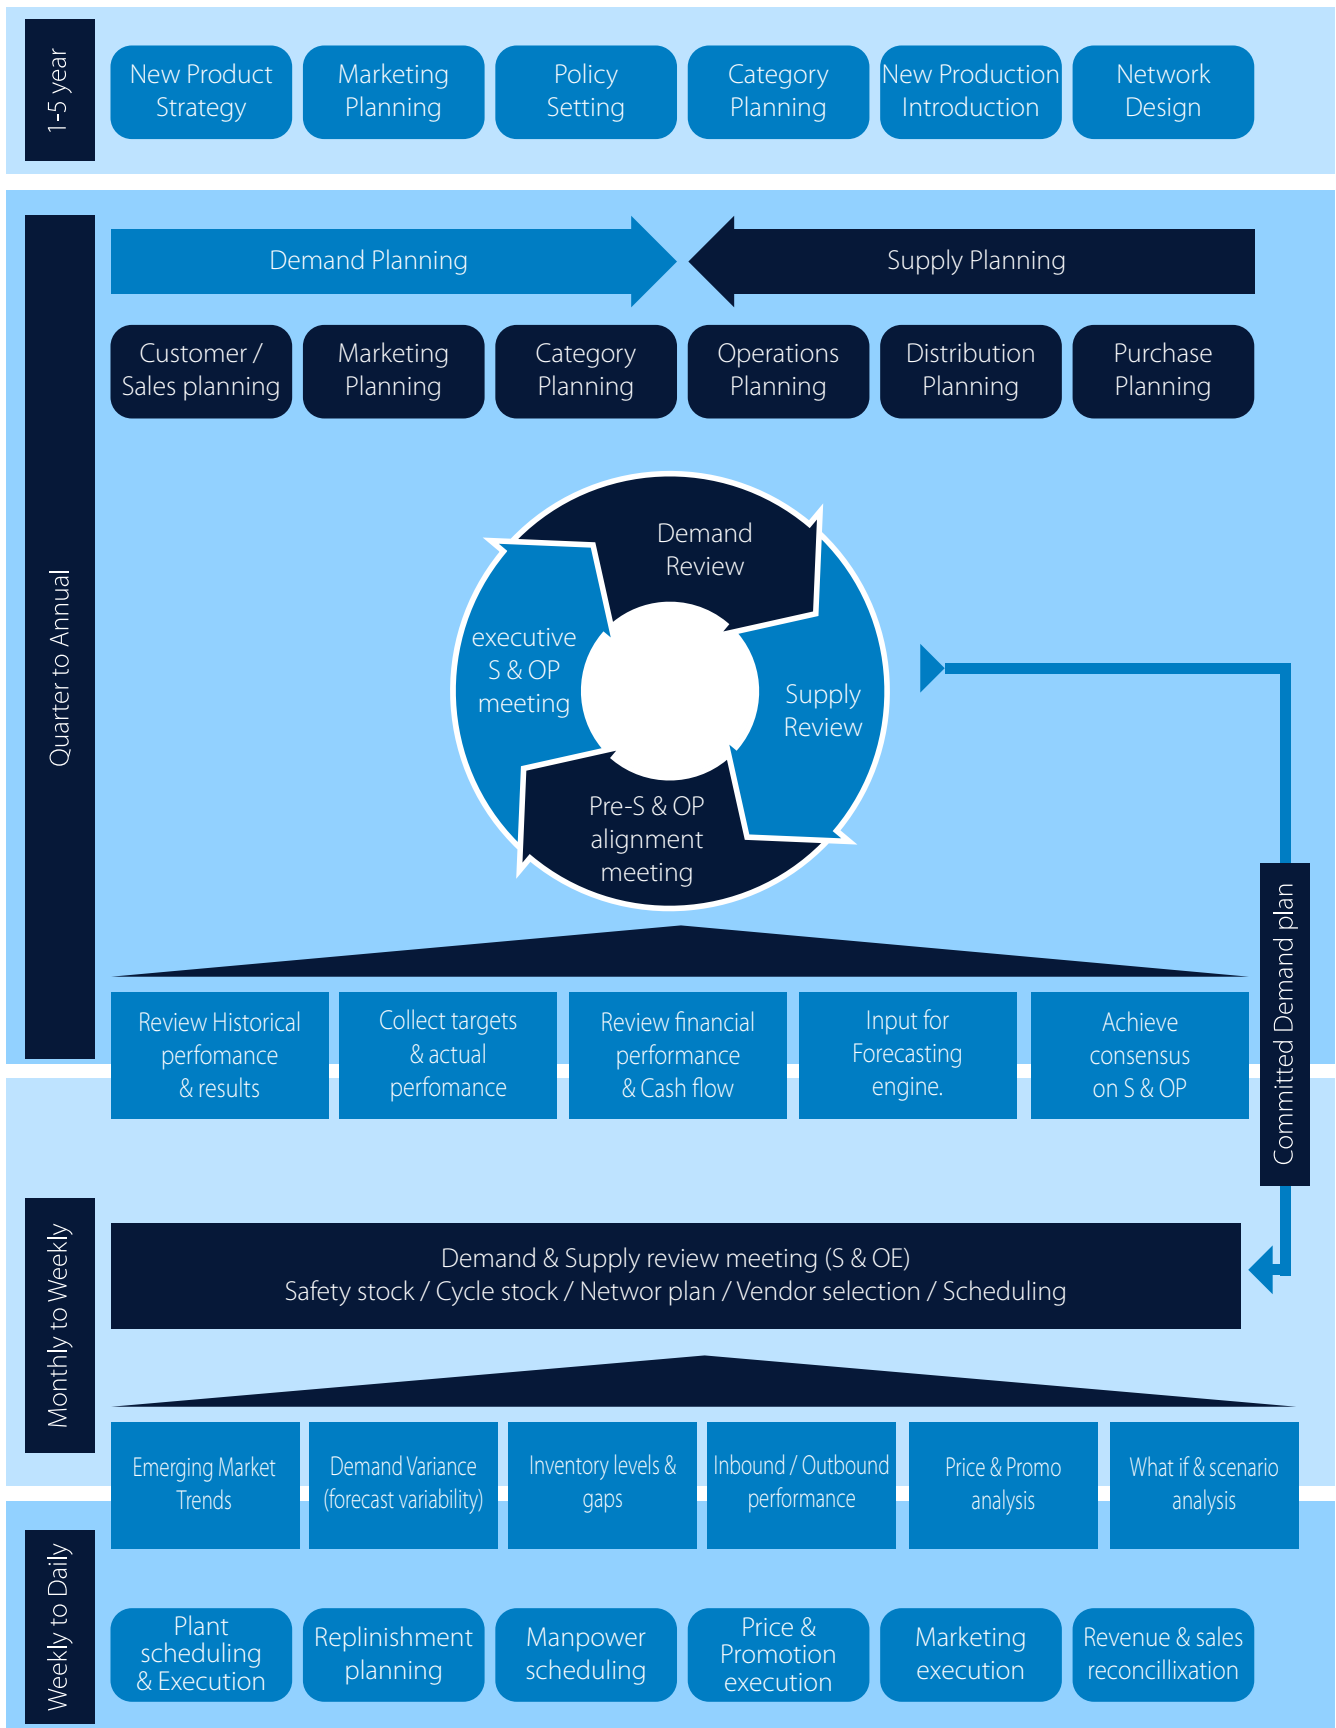 1-5 year
New Product
Strategy
Marketing
Planning
Policy
Setting
Category
Planning
New Production
Introduction
Network
Design
Quarter to Annual
Demand Planning
Supply Planning
Customer /
Sales planning
Marketing
Planning
Category
Planning
Operations
Planning
Distribution
Planning
Purchase
Planning
Demand
Review
executive
S & OP
meeting
Supply
Review
Pre-S & OP
alignment
meeting
Committed Demand plan
Review Historical
perfomance
& results
Collect targets
& actual
perfomance
Review financial
performance
& Cash flow
Input for
Forecasting
engine.
Achieve
consensus
on S & OP
Monthly to Weekly
Demand & Supply review meeting (S & OE)
Safety stock / Cycle stock / Networ plan / Vendor selection / Scheduling
Emerging Market
Trends
Demand Variance
(forecast variability)
Inventory levels &
gaps
Inbound / Outbound
performance
Price & Promo
analysis
What if & scenario
analysis
Weekly to Daily
Plant
scheduling
& Execution
Replinishment
planning
Manpower
scheduling
Price &
Promotion
execution
Marketing
execution
Revenue & sales
reconcillixation